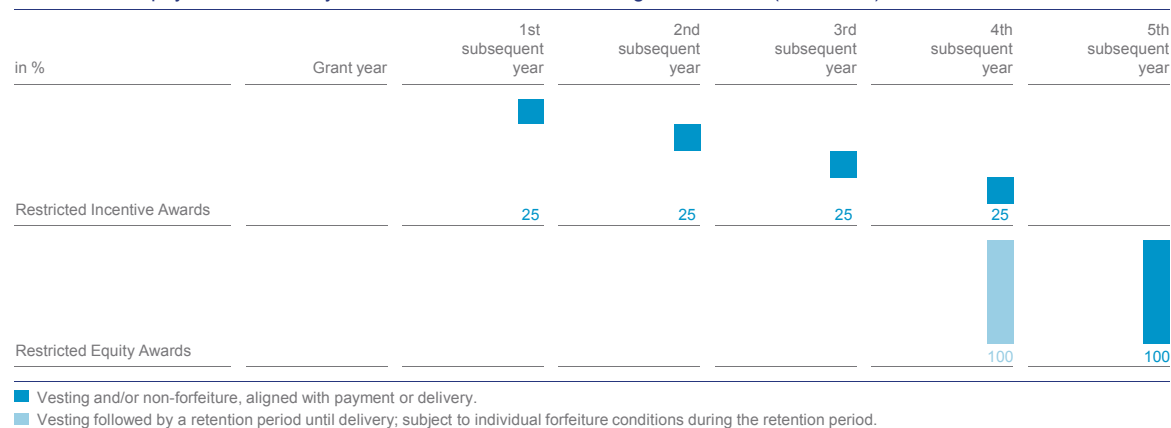 in %
Grant year
1st
subsequent
year
2nd
subsequent
year
3rd
subsequent
year
4th
subsequent
year
5th
subsequent
year
Restricted Incentive Awards
25
25
25
25
Restricted Equity Awards
100
100
Vesting and/or non-forfeiture, aligned with payment or delivery.
Vesting followed by a retention period until delivery; subject to individual forfeiture conditions during the retention period.